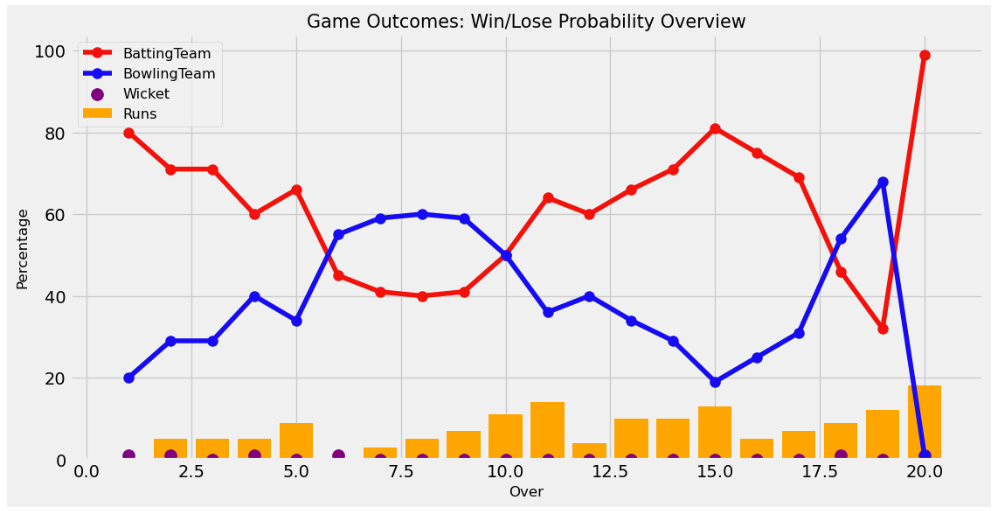 Game Outcomes: Win/Lose Probability Overview
100
80
60
40
20
0
Percentage
BattingTeam
BowlingTeam
Wicket
Runs
0.0 2.5 5.0 7.5 10.0 12.5 15.0 17.5 20.0
Over